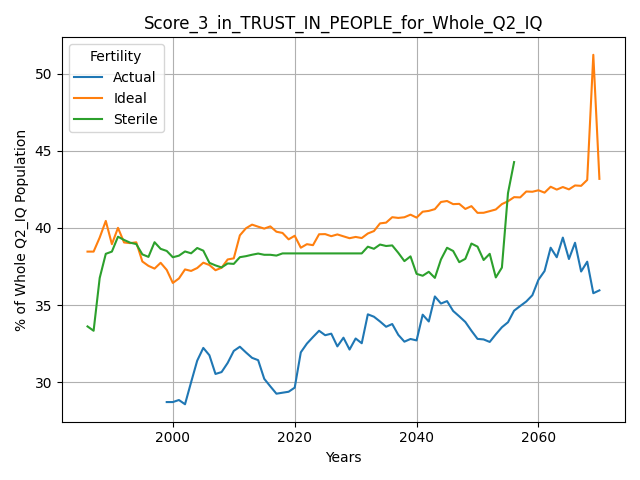 Score_3_in_TRUST_IN_PEOPLE_for_Whole_Q2_IQ
Fertility
Actual
Ideal
Sterile
% of Whole Q2_IQ Population
50
45
40
35
30
2000 2020 2040 2060
Years